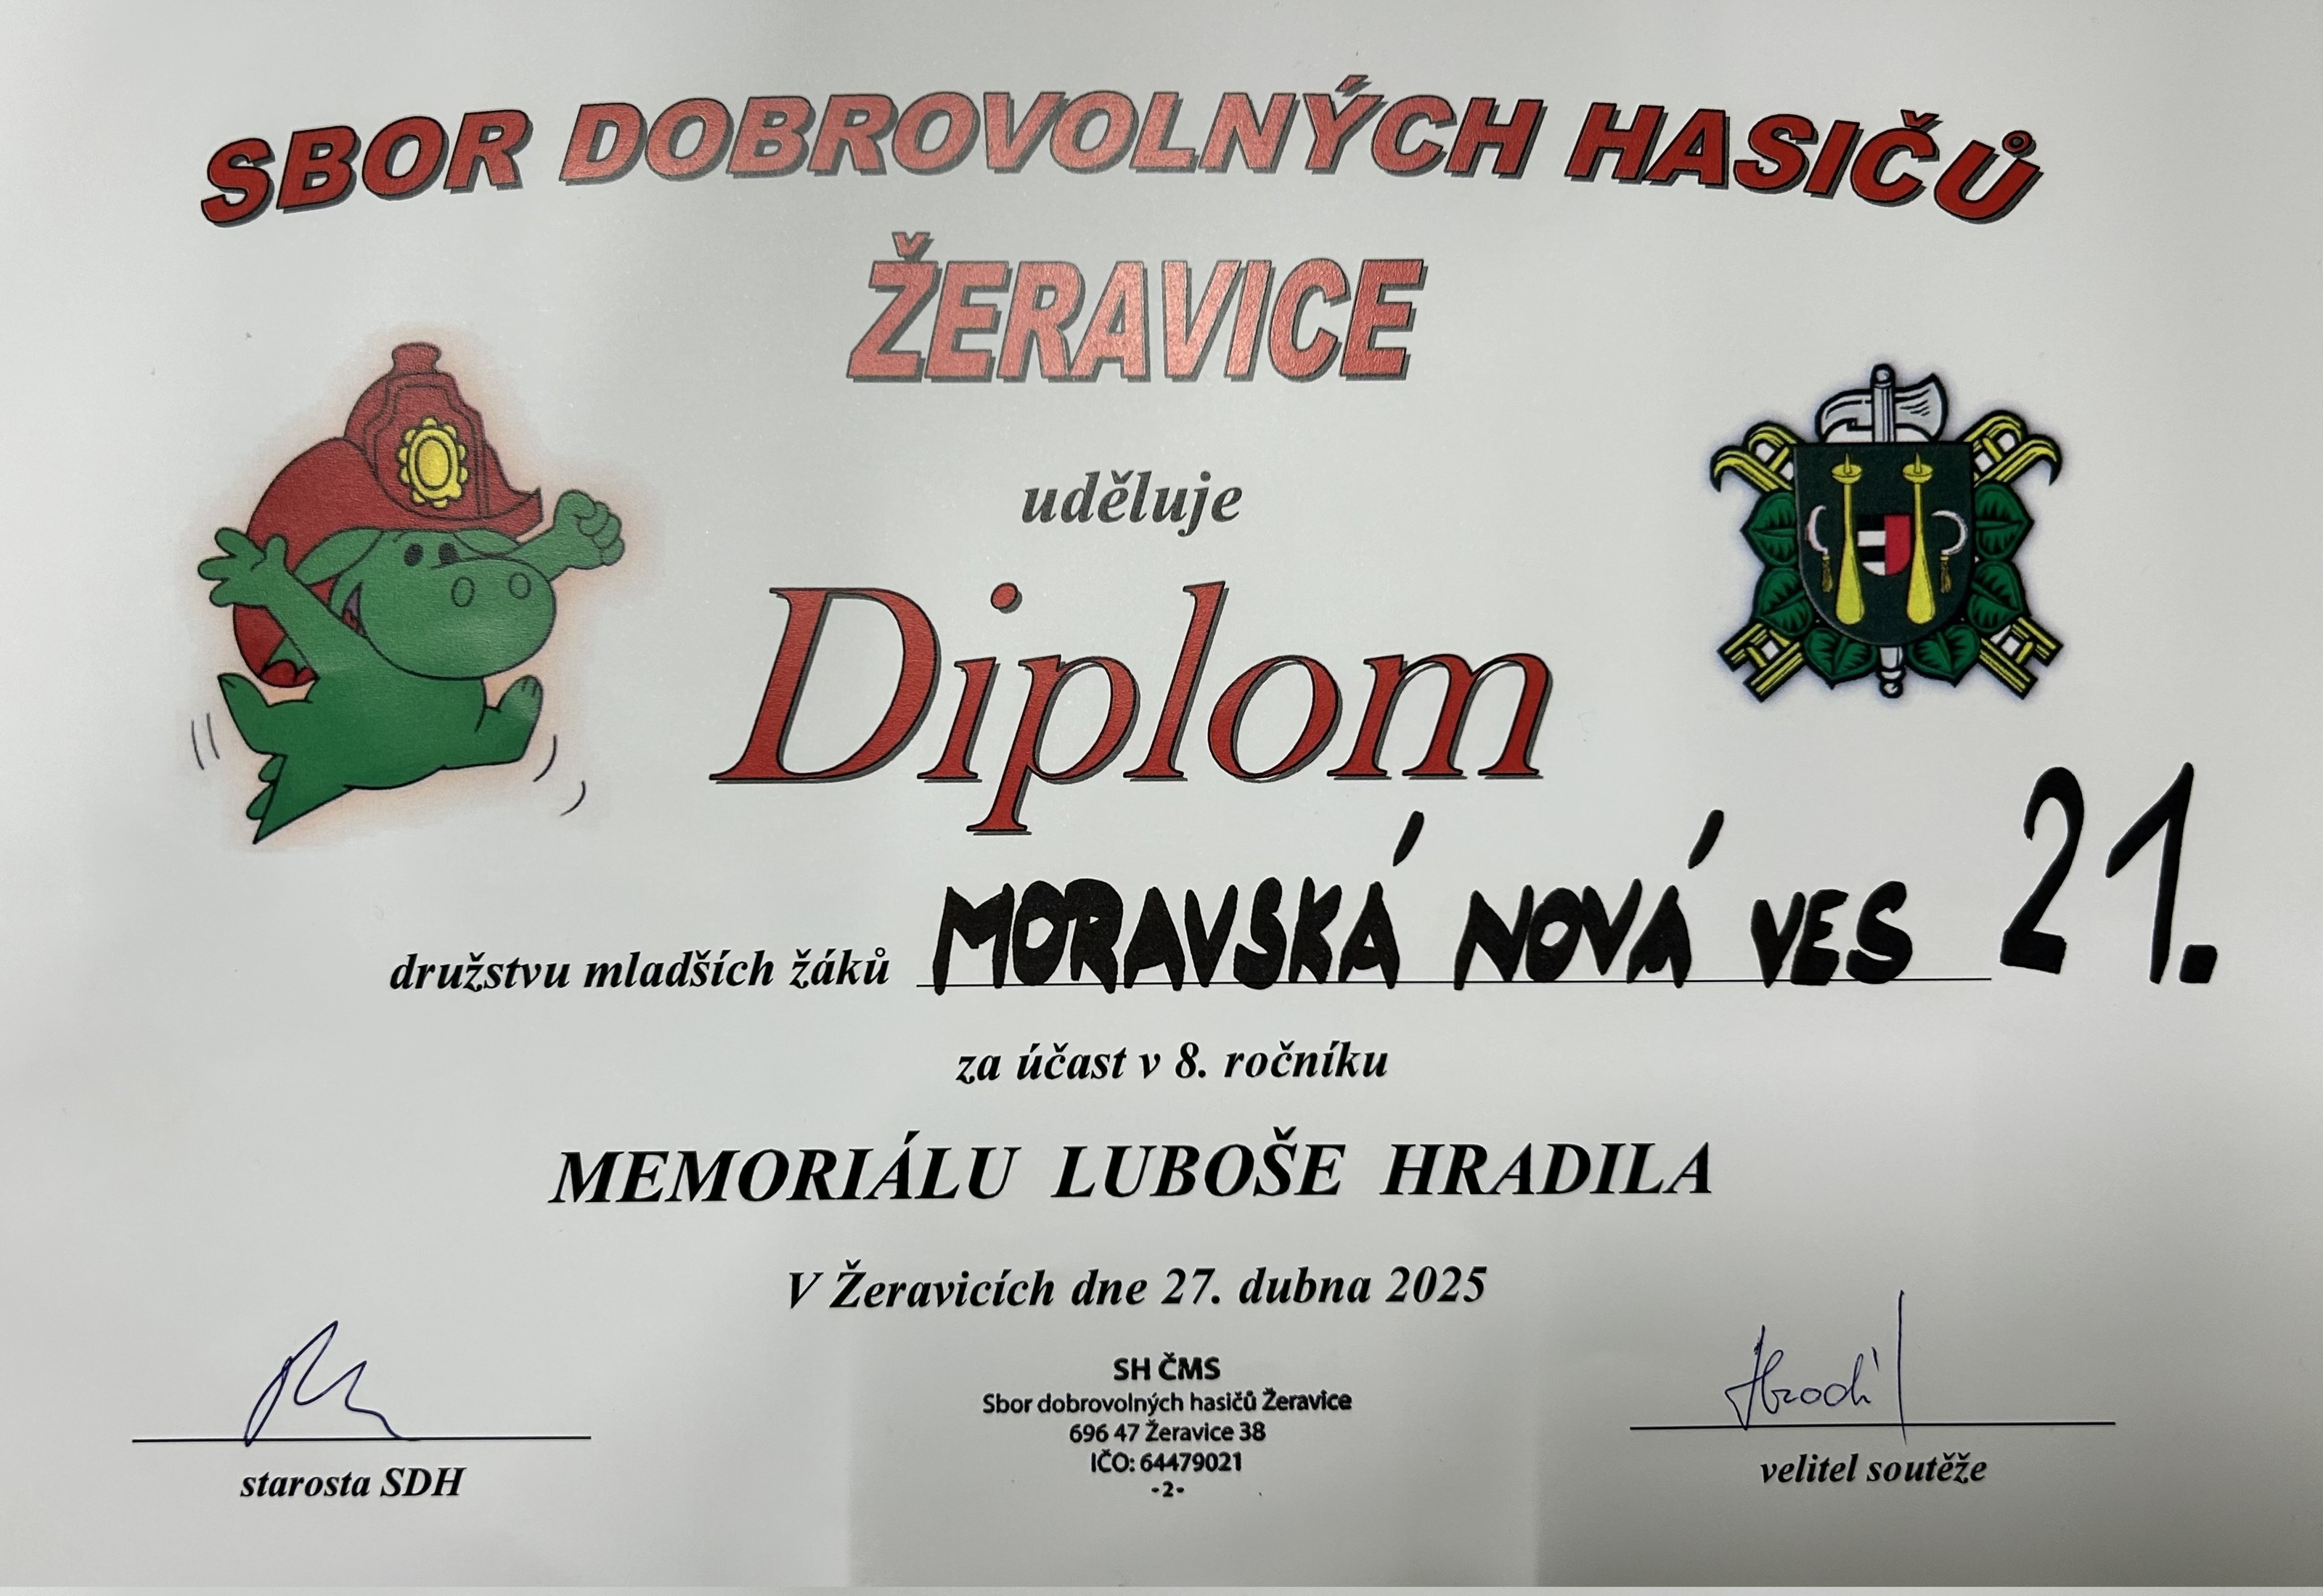 SBOR DOBROVOLNÝCH HASIČŮ
ŽERAVICE
uděluje
Diplom
družstvu mladších žáků MORAVSKÁ NOVÁ VES 21.
za účast v 8. ročníku
MEMORIÁLU LUBOŠE HRADILA
V Žeravicích dne 27. dubna 2025
SH ČMS
Sbor dobrovolných hasičů Žeravice
696 47 Žeravice 38
IČO: 64479021
-2-
Hradil
starosta SDH
velitel soutěže